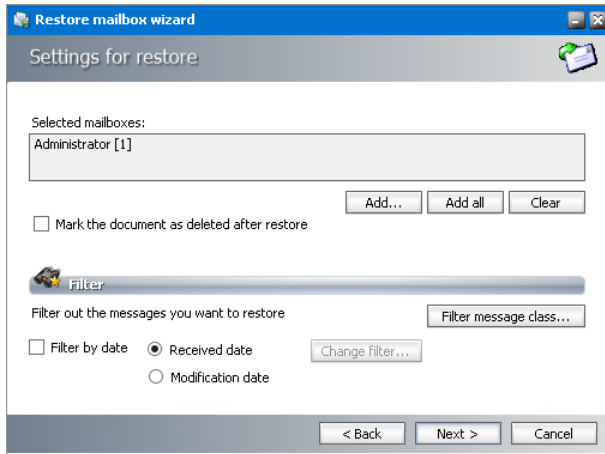 Restore mailbox wizard
Settings for restore
Selected mailboxes:
Administrator [1]
Add... Add all Clear
Mark the document as deleted after restore
Filter
Filter out the messages you want to restore Filter message class...
Filter by date Received date Change filter...
Modification date
< Back Next > Cancel